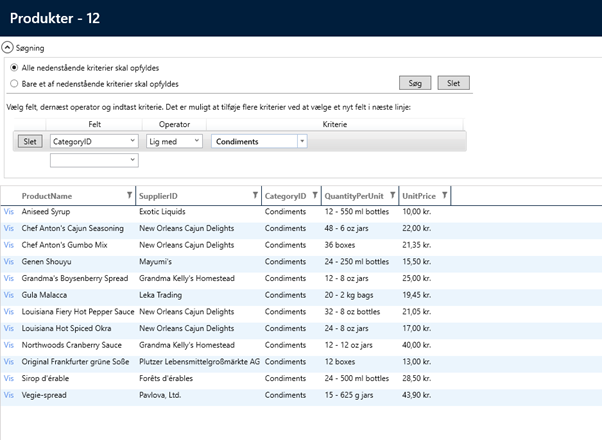 Produkter - 12
Søgning
Alle nedenstående kriterier skal opfyldes
Bare et af nedenstående kriterier skal opfyldes
Søg Slet
Vælg felt, dernæst operator og indtast kriterie. Det er muligt at tilføje flere kriterier ved at vælge et nyt felt i næste linje:
Felt Operator Kriterie
Slet CategoryID Lig med Condiments
ProductName SupplierID CategoryID QuantityPerUnit UnitPrice
Vis Aniseed Syrup Exotic Liquids Condiments 12 - 550 ml bottles 10,00 kr.
Vis Chef Anton's Cajun Seasoning New Orleans Cajun Delights Condiments 48 - 6 oz jars 22,00 kr.
Vis Chef Anton's Gumbo Mix New Orleans Cajun Delights Condiments 36 boxes 21,35 kr.
Vis Genen Shouyu Mayumi's Condiments 24 - 250 ml bottles 15,50 kr.
Vis Grandma's Boysenberry Spread Grandma Kelly's Homestead Condiments 12 - 8 oz jars 25,00 kr.
Vis Gula Malacca Leka Trading Condiments 20 - 2 kg bags 19,45 kr.
Vis Louisiana Fiery Hot Pepper Sauce New Orleans Cajun Delights Condiments 32 - 8 oz bottles 21,05 kr.
Vis Louisiana Hot Spiced Okra New Orleans Cajun Delights Condiments 24 - 8 oz jars 17,00 kr.
Vis Northwoods Cranberry Sauce Grandma Kelly's Homestead Condiments 12 - 12 oz jars 40,00 kr.
Vis Original Frankfurter grüne Soße Plutzer Lebensmittelgroßmärkte AG Condiments 12 boxes 13,00 kr.
Vis Sirop d'érable Forêts d'érables Condiments 24 - 500 ml bottles 28,50 kr.
Vis Vegie-spread Pavlova, Ltd. Condiments 15 - 625 g jars 43,90 kr.